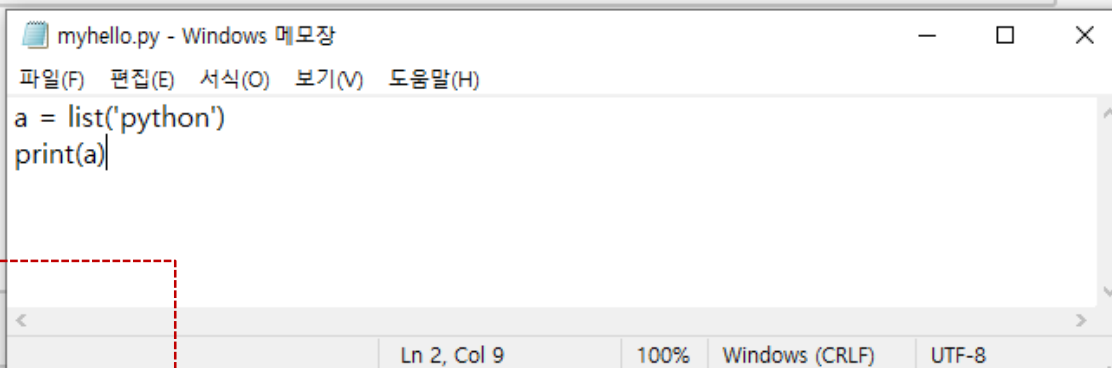 myhello.py - Windows 메모장
파일(F) 편집(E) 서식(O) 보기(V) 도움말(H)
a = list('python')
print(a)
Ln 2, Col 9 100% Windows (CRLF) UTF-8